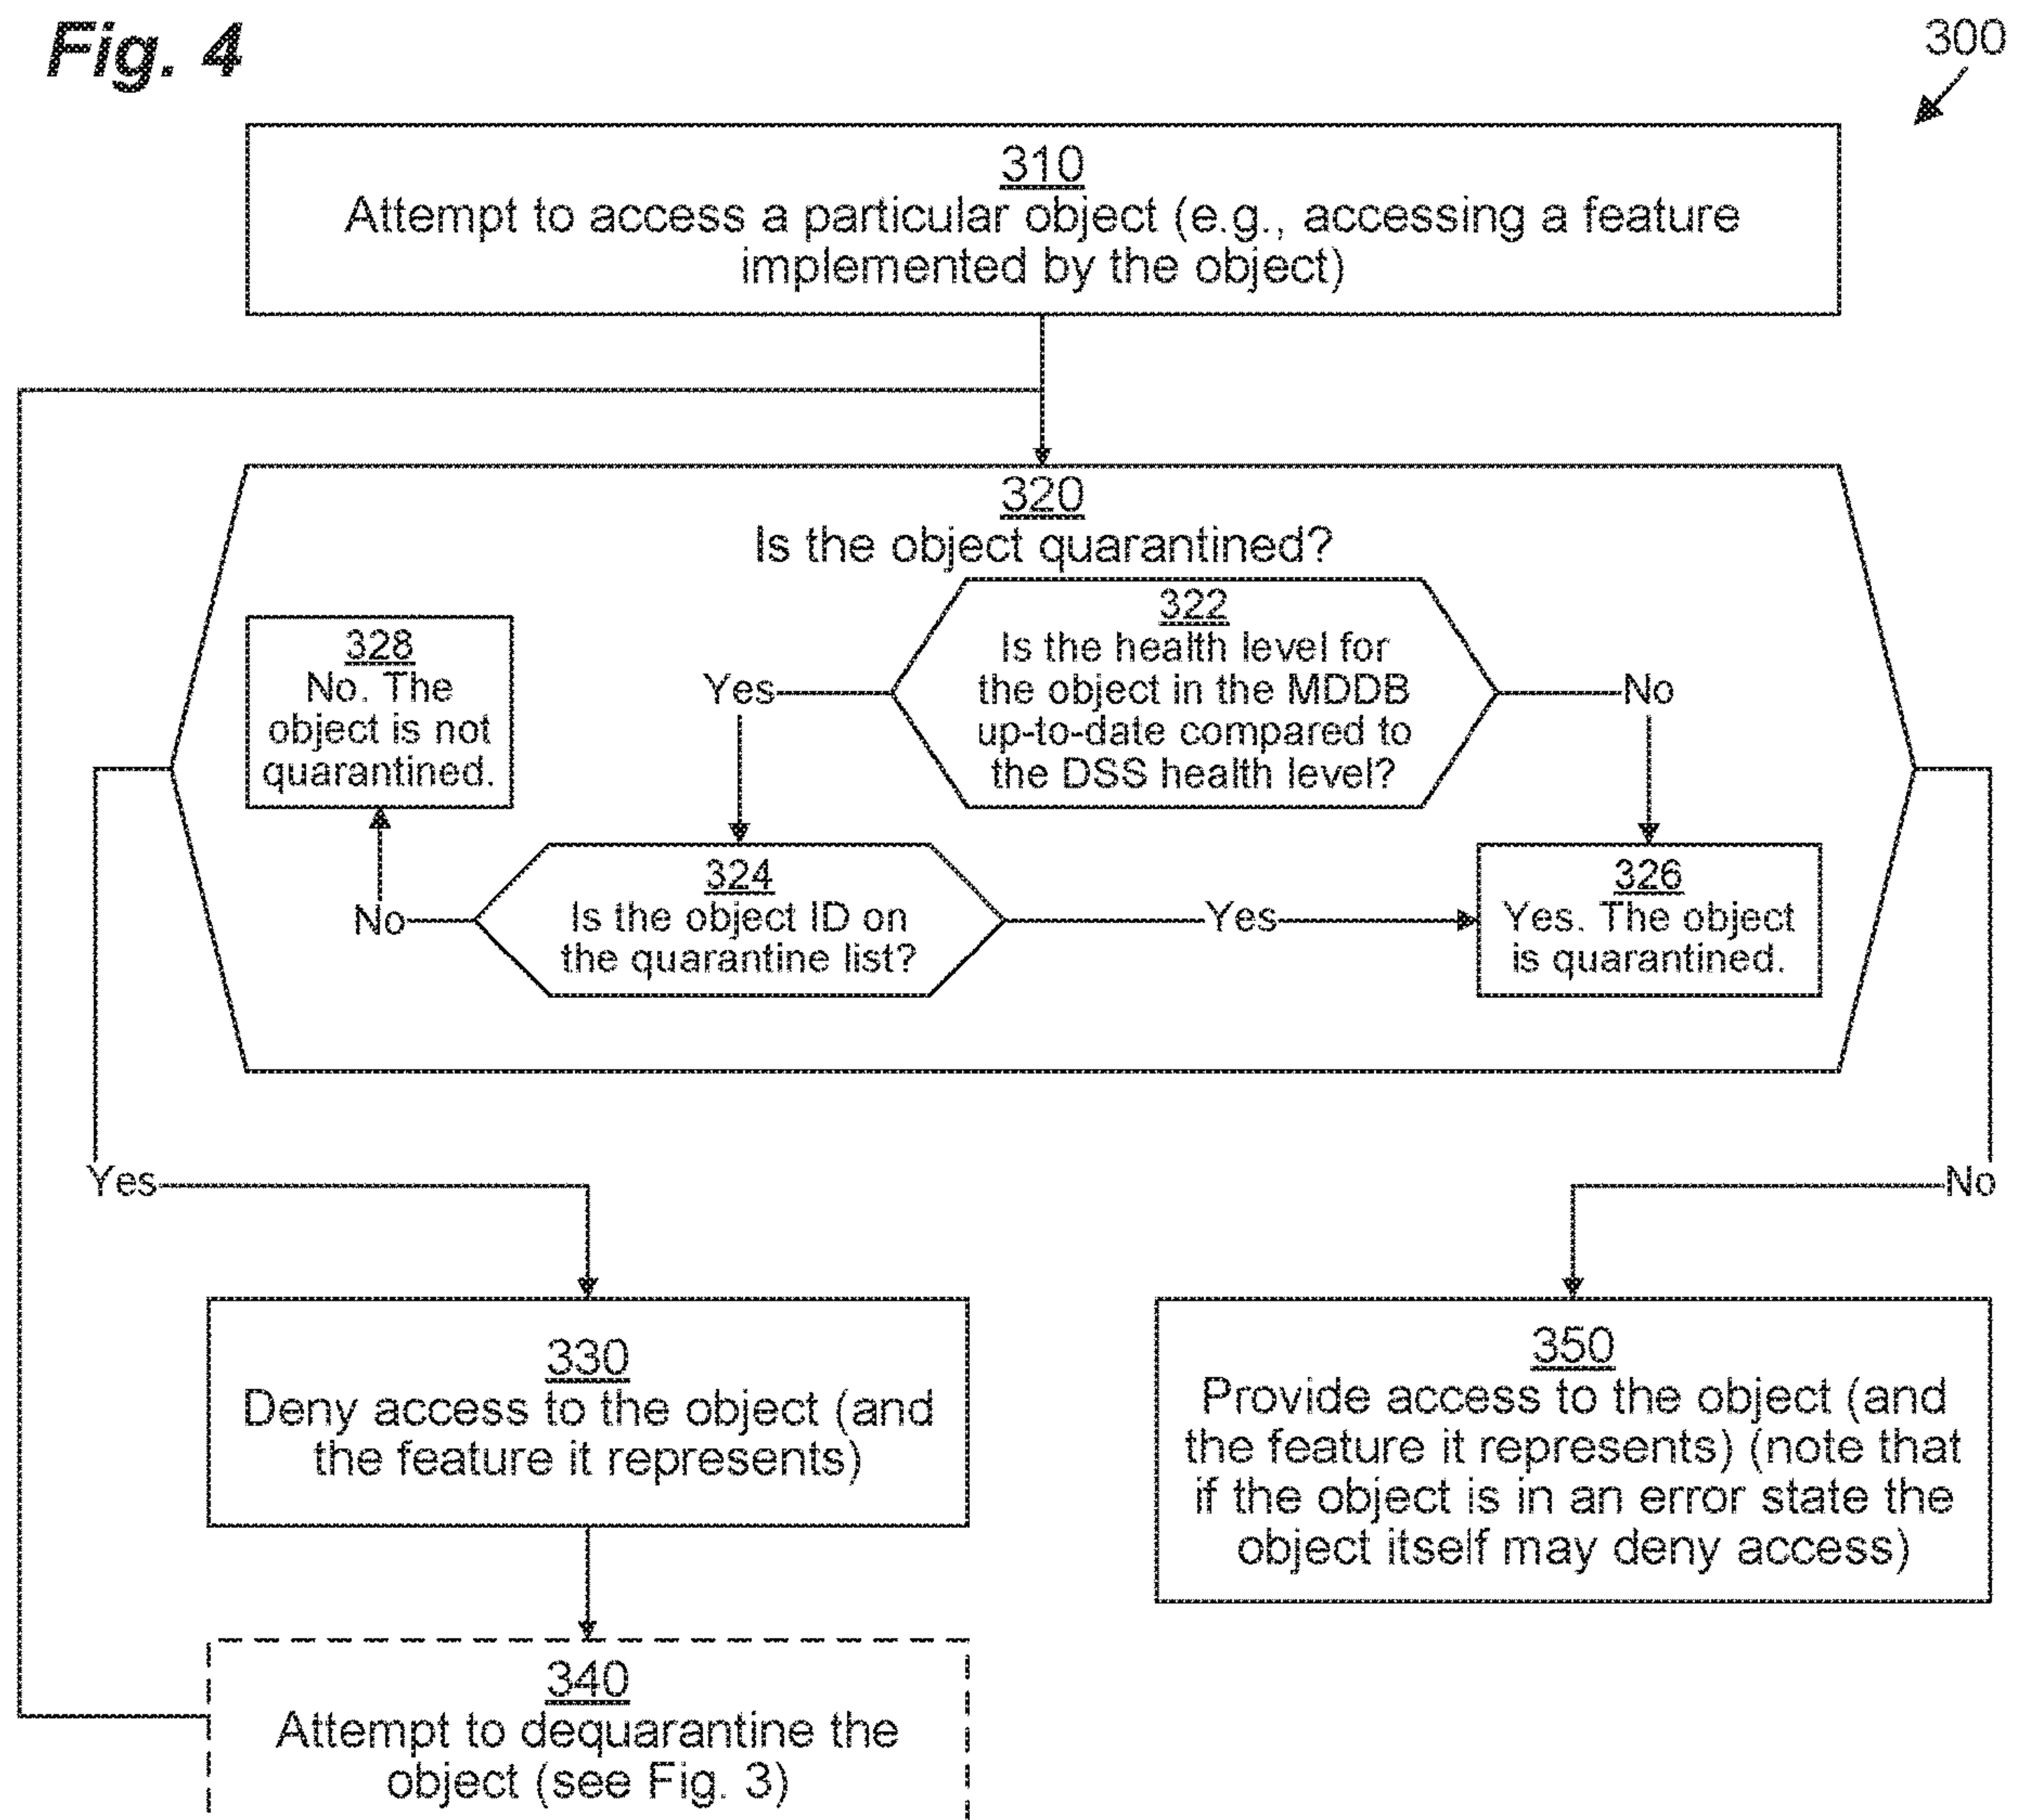 Fig. 4
300
310
Attempt to access a particular object (e.g., accessing a feature
implemented by the object)
320
Is the object quarantined?
322
Is the health level for
the object in the MDDB
up-to-date compared to
the DSS health level?
Yes
No
328
No. The
object is not
quarantined.
324
Is the object ID on
the quarantine list?
No
Yes
326
Yes. The object
is quarantined.
Yes
No
330
Deny access to the object (and
the feature it represents)
350
Provide access to the object (and
the feature it represents) (note that
if the object is in an error state the
object itself may deny access)
340
Attempt to dequarantine the
object (see Fig. 3)